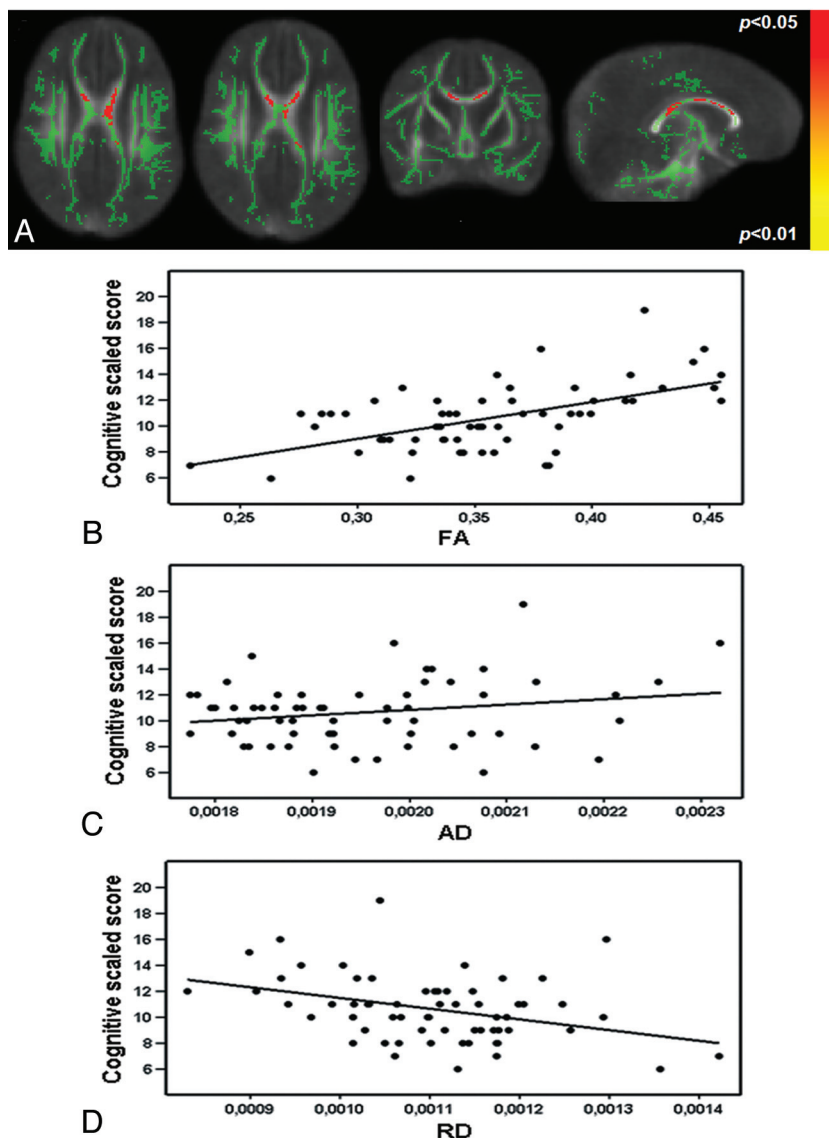 p<0.05
A
p<0.01
Cognitive scaled score
20
18
16
14
12
10
8
6
0,25 0,30 0,35 0,40 0,45
FA
B
Cognitive scaled score
20
18
16
14
12
10
8
6
0,0018 0,0019 0,0020 0,0021 0,0022 0,0023
AD
C
Cognitive scaled score
20
18
16
14
12
10
8
6
0,0009 0,0010 0,0011 0,0012 0,0013 0,0014
RD
D